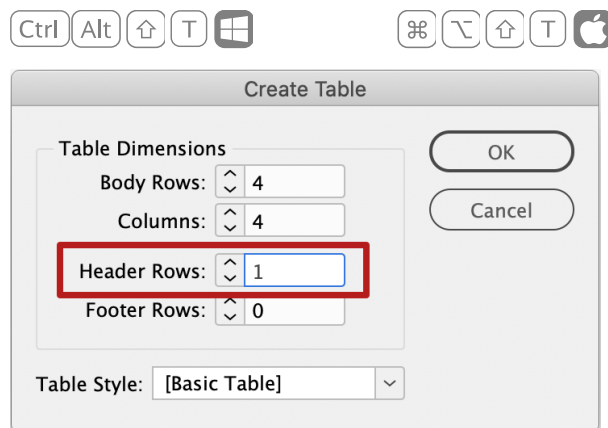 Ctrl Alt ⇧ T ⌘ ⌥ ⇧ T
Create Table
Table Dimensions
Body Rows: 4
Columns: 4
Header Rows: 1
Footer Rows: 0
Table Style: [Basic Table]
OK
Cancel